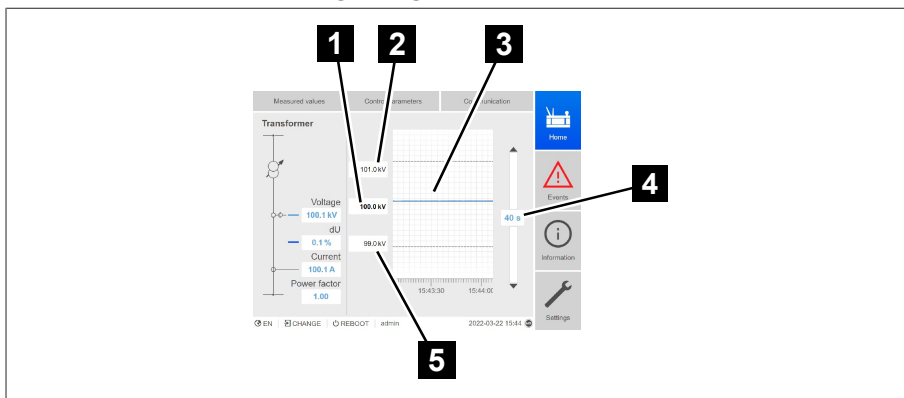 1
2
3
Measured values
Control parameters
Communication
Home
Transformer
101.0 kV
4
Events
Voltage
100.0 kV
100.1 kV
40 s
dU
0.1 %
99.0 kV
Information
Current
100.1 A
Power factor
1.00
15:43:30
15:44:00
Settings
EN
CHANGE
REBOOT
admin
2022-03-22 15:44
5